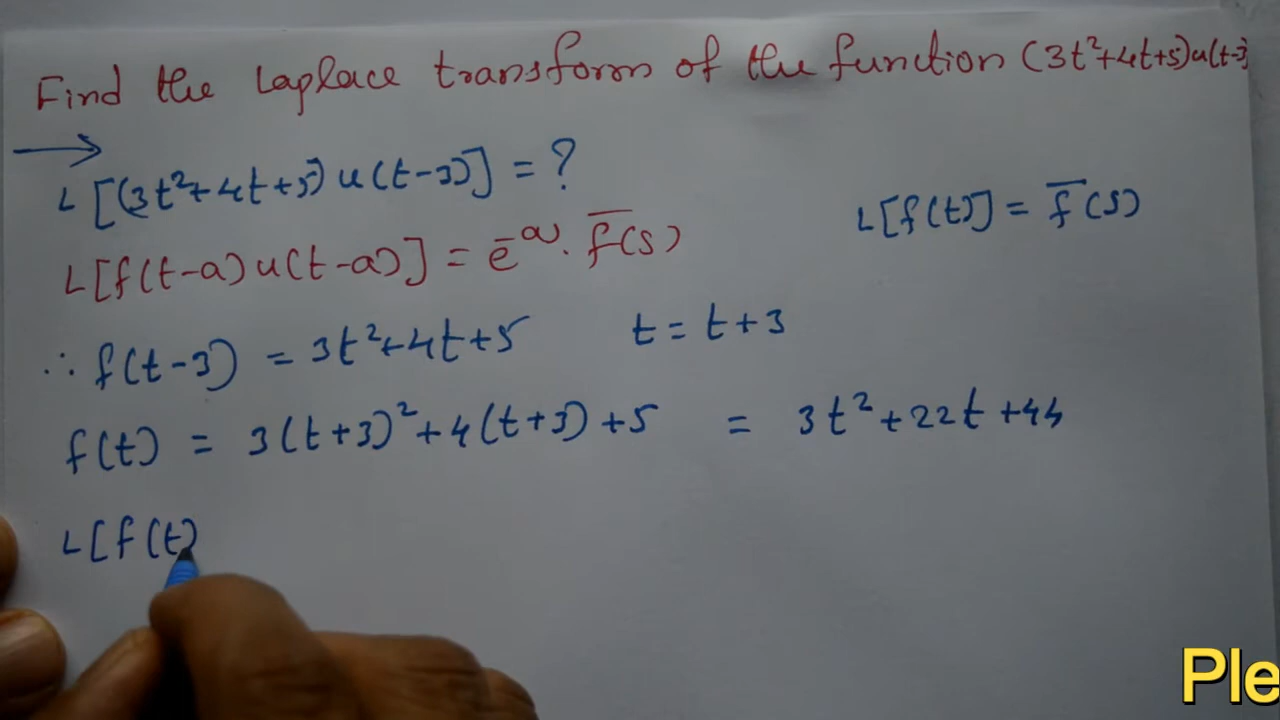 Find the Laplace transform of the function (3t²+4t+5)u(t-3)
→
L[(3t²+4t+5) u(t-3)] = ?
L[f(t)] = f̅(s)
L[f(t-a)u(t-a)] = e^-as . f̅(s)
∴ f(t-3) = 3t²+4t+5 t = t+3
f(t) = 3(t+3)²+4(t+3)+5 = 3t²+22t+44
L[f(t)
Ple